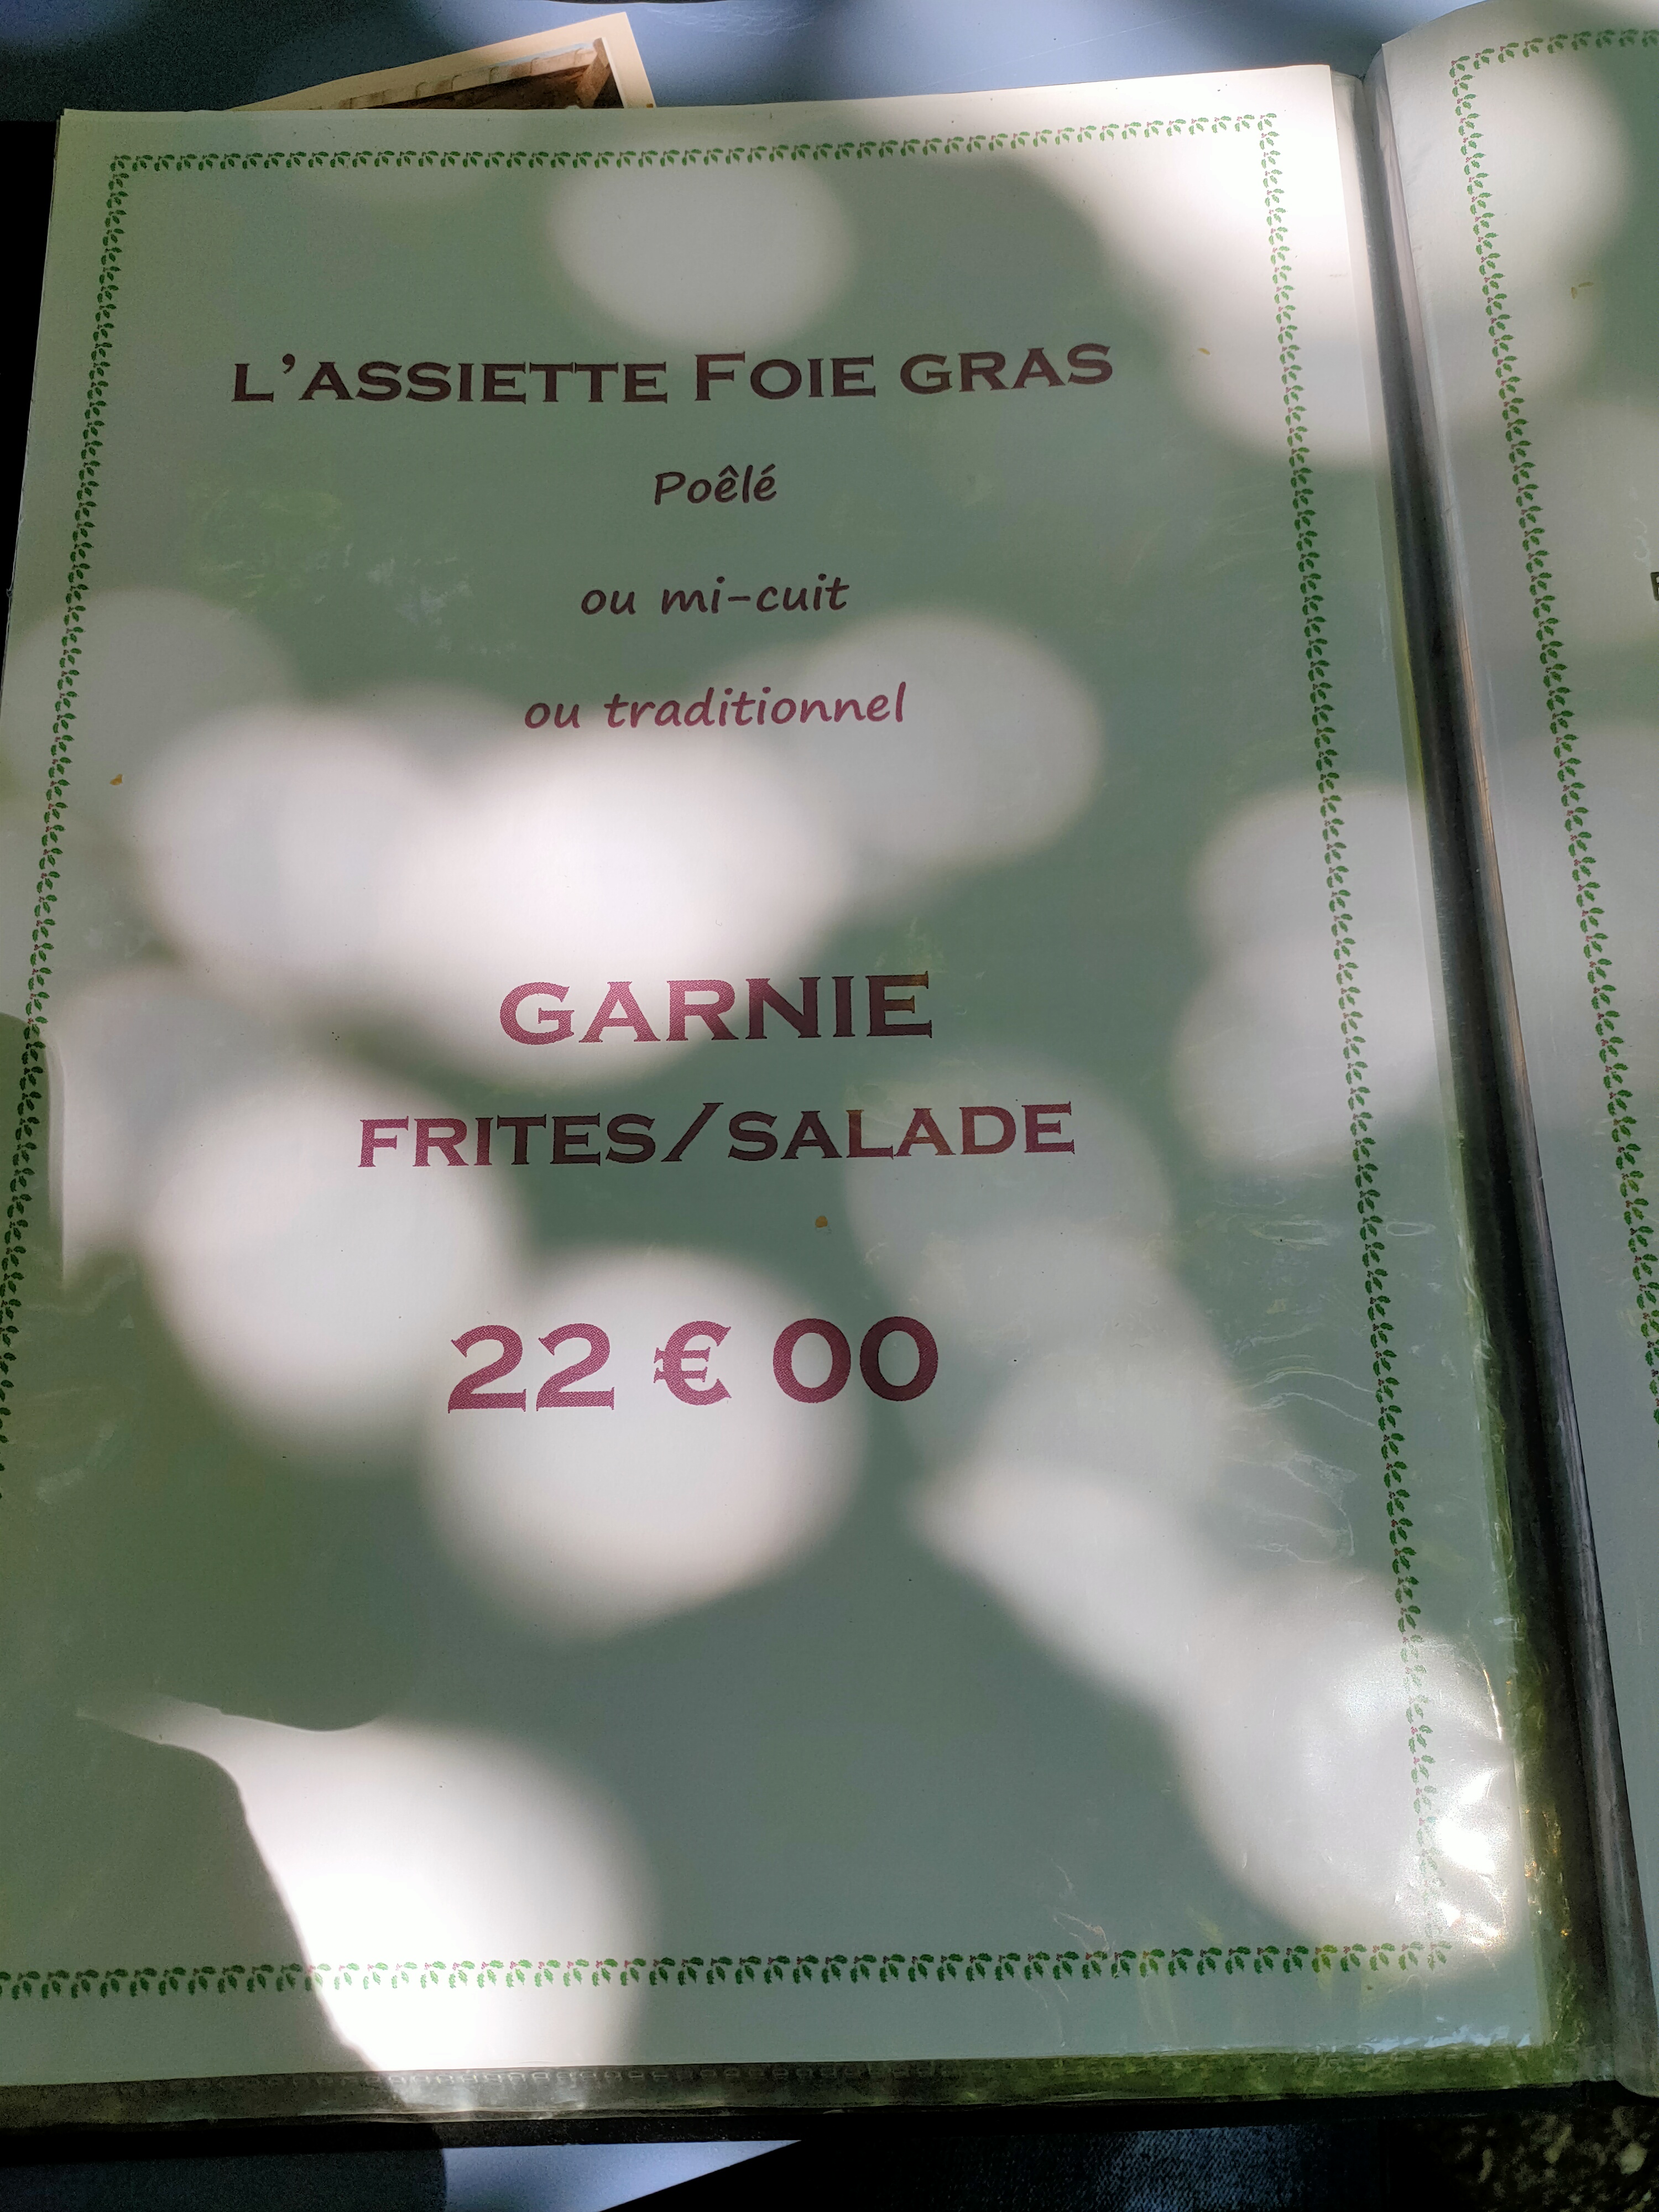 L'ASSIETTE FOIE GRAS
Poêlé
ou mi-cuit
ou traditionnel
GARNIE
FRITES/SALADE
22 € 00